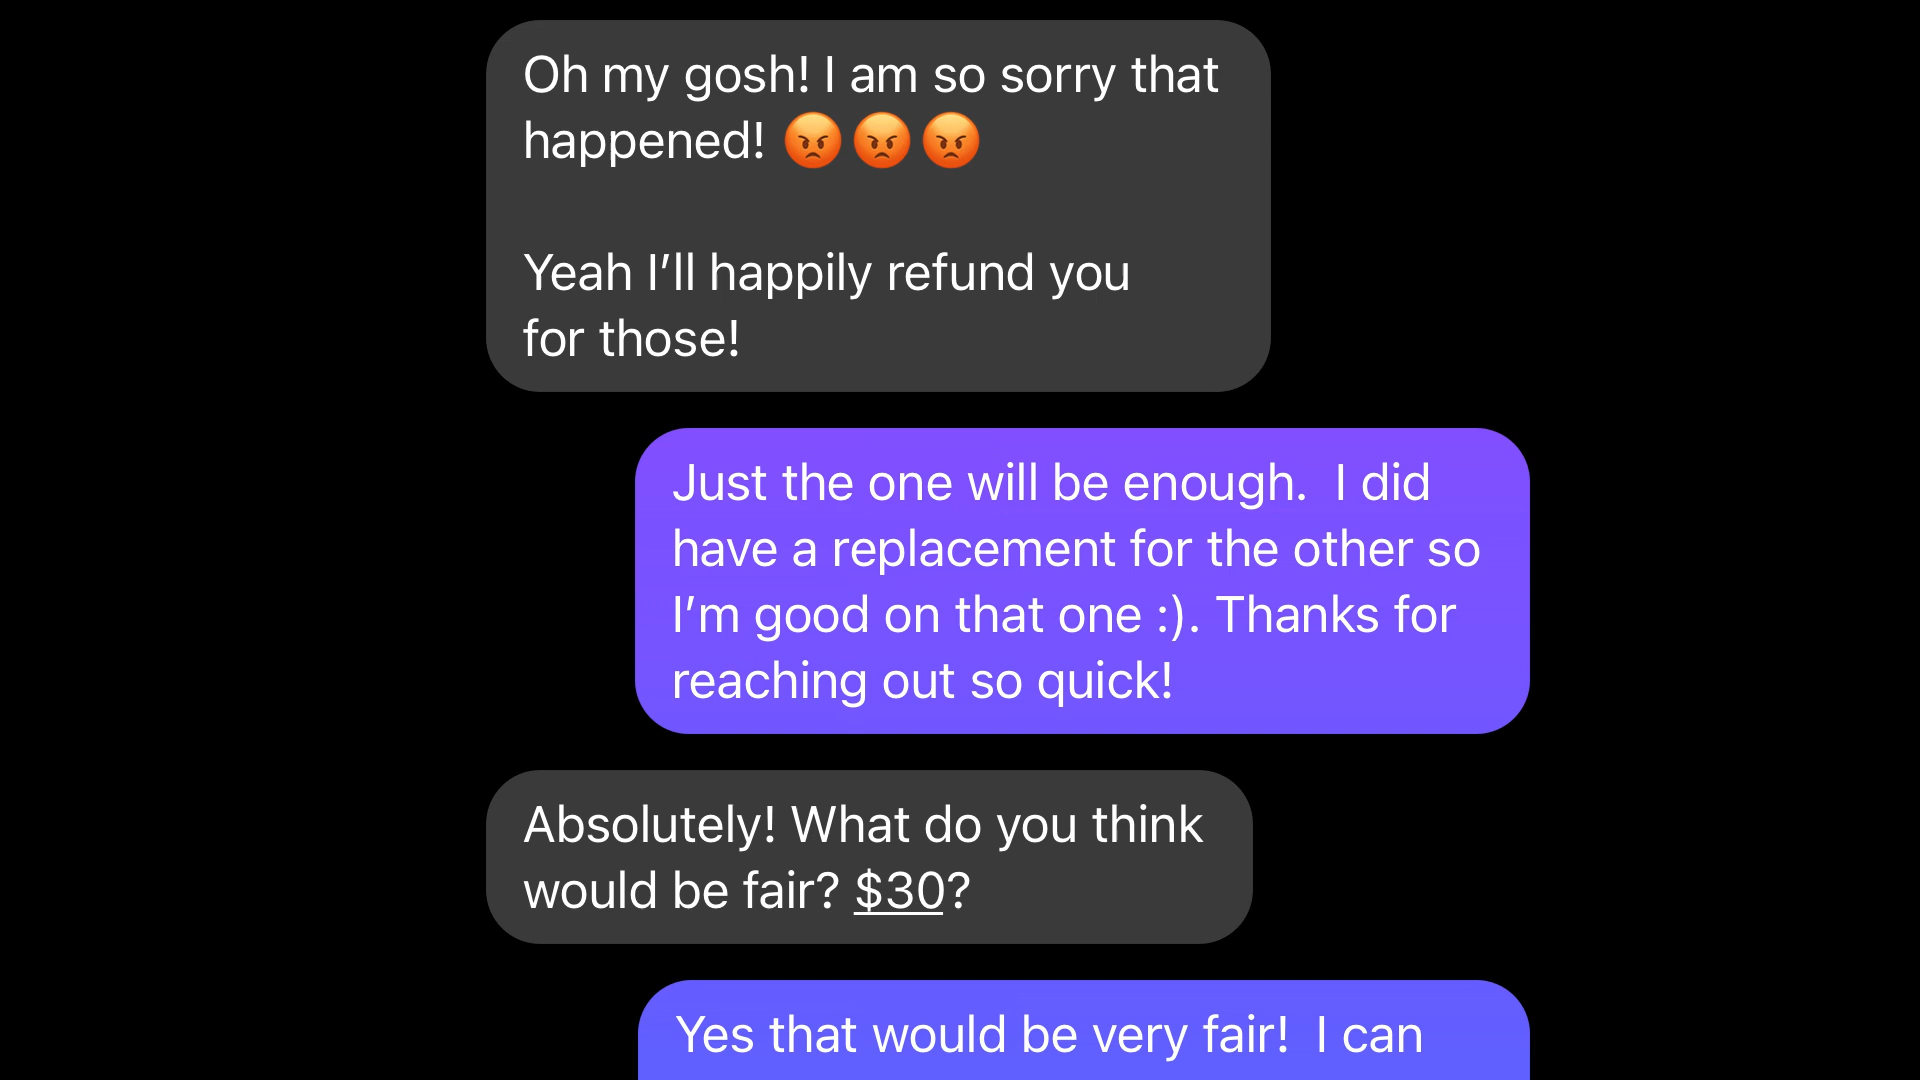 Oh my gosh! I am so sorry that
happened! 😡😡😡
Yeah I’ll happily refund you
for those!
Just the one will be enough.  I did
have a replacement for the other so
I’m good on that one :). Thanks for
reaching out so quick!
Absolutely! What do you think
would be fair? $30?
Yes that would be very fair!  I can